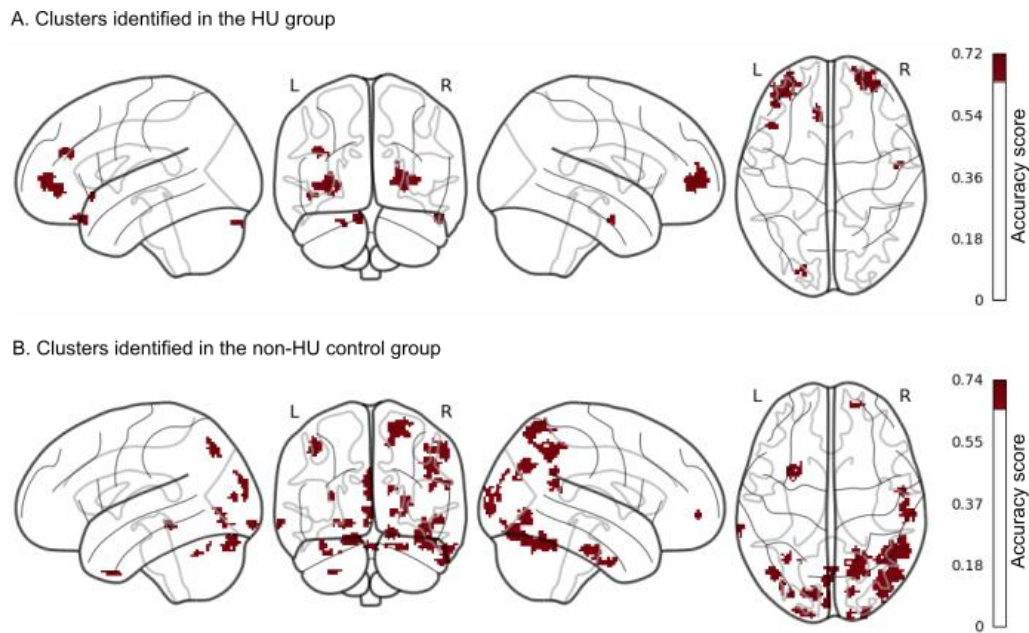 A. Clusters identified in the HU group
L R L R
0.72
0.54
0.36
0.18
0
Accuracy score
B. Clusters identified in the non-HU control group
L R L R
0.74
0.55
0.37
0.18
0
Accuracy score